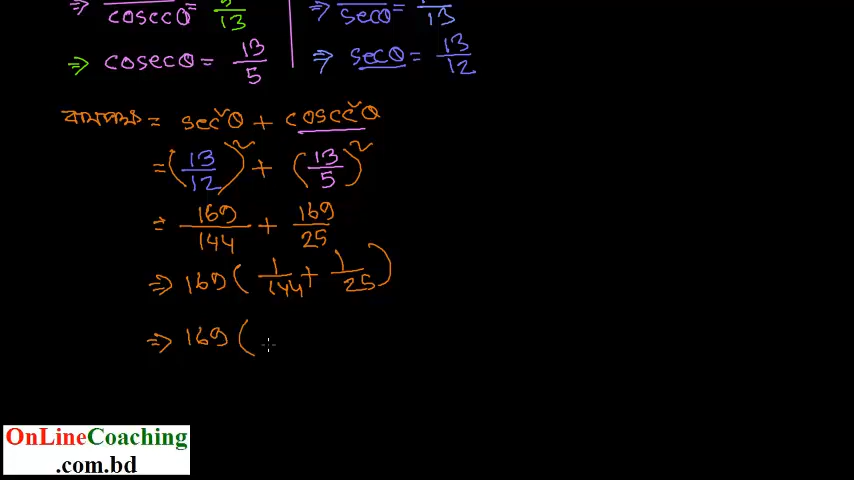 ⇒ 1/cosecθ = 5/13
⇒ 1/secθ = 12/13
⇒ cosecθ = 13/5
⇒ secθ = 13/12
বামপক্ষ = sec²θ + cosec²θ
= (13/12)² + (13/5)²
= 169/144 + 169/25
⇒ 169 ( 1/144 + 1/25 )
⇒ 169 (
OnLineCoaching
.com.bd